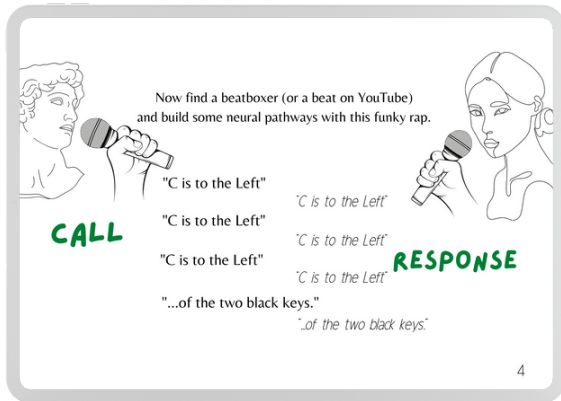 Now find a beatboxer (or a beat on YouTube)
and build some neural pathways with this funky rap.
"C is to the Left"
"C is to the Left"
"C is to the Left"
"C is to the Left"
CALL
"C is to the Left"
RESPONSE
"C is to the Left"
"...of the two black keys."
"...of the two black keys."
4